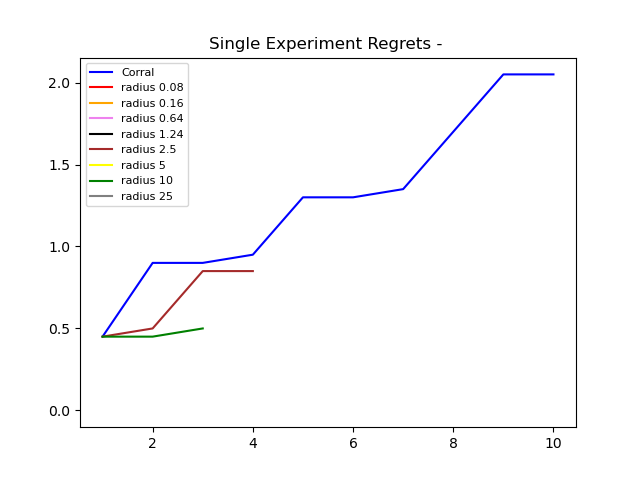 Single Experiment Regrets -
Corral
radius 0.08
radius 0.16
radius 0.64
radius 1.24
radius 2.5
radius 5
radius 10
radius 25
2.0
1.5
1.0
0.5
0.0
2 4 6 8 10